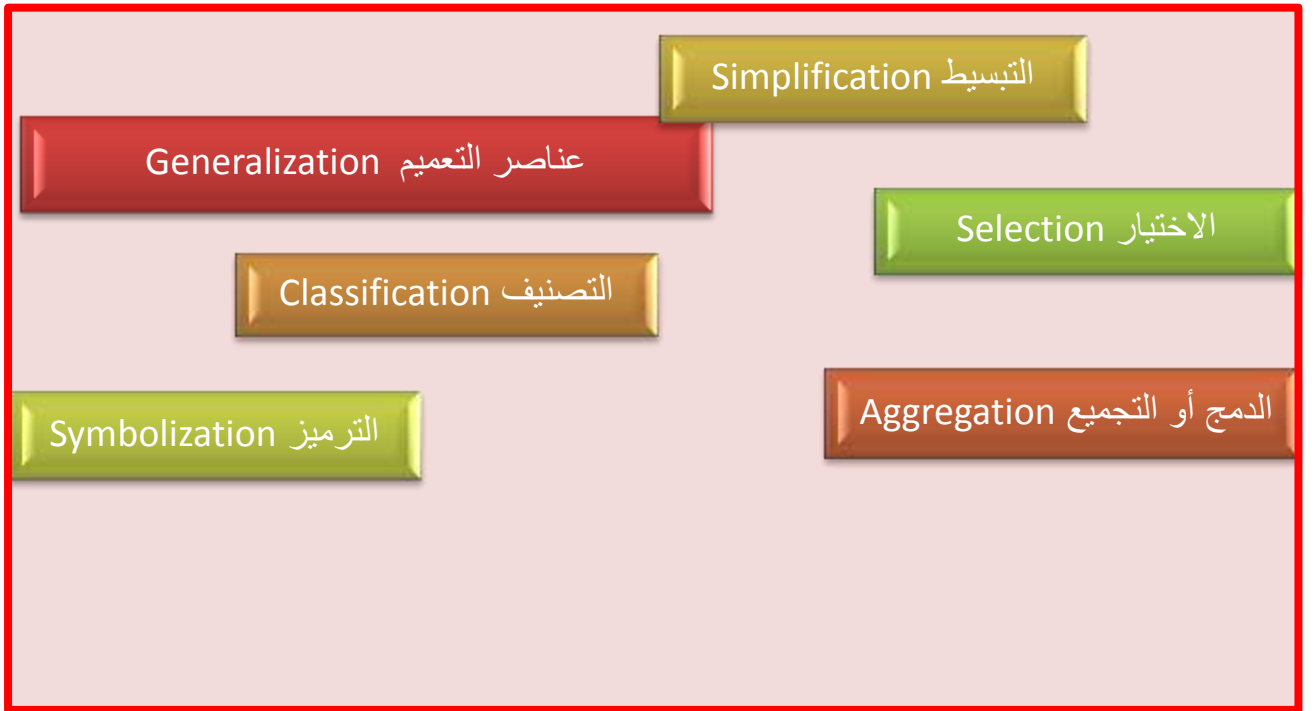 التبسيط Simplification
عناصر التعميم Generalization
الاختيار Selection
التصنيف Classification
الدمج أو التجميع Aggregation
الترميز Symbolization